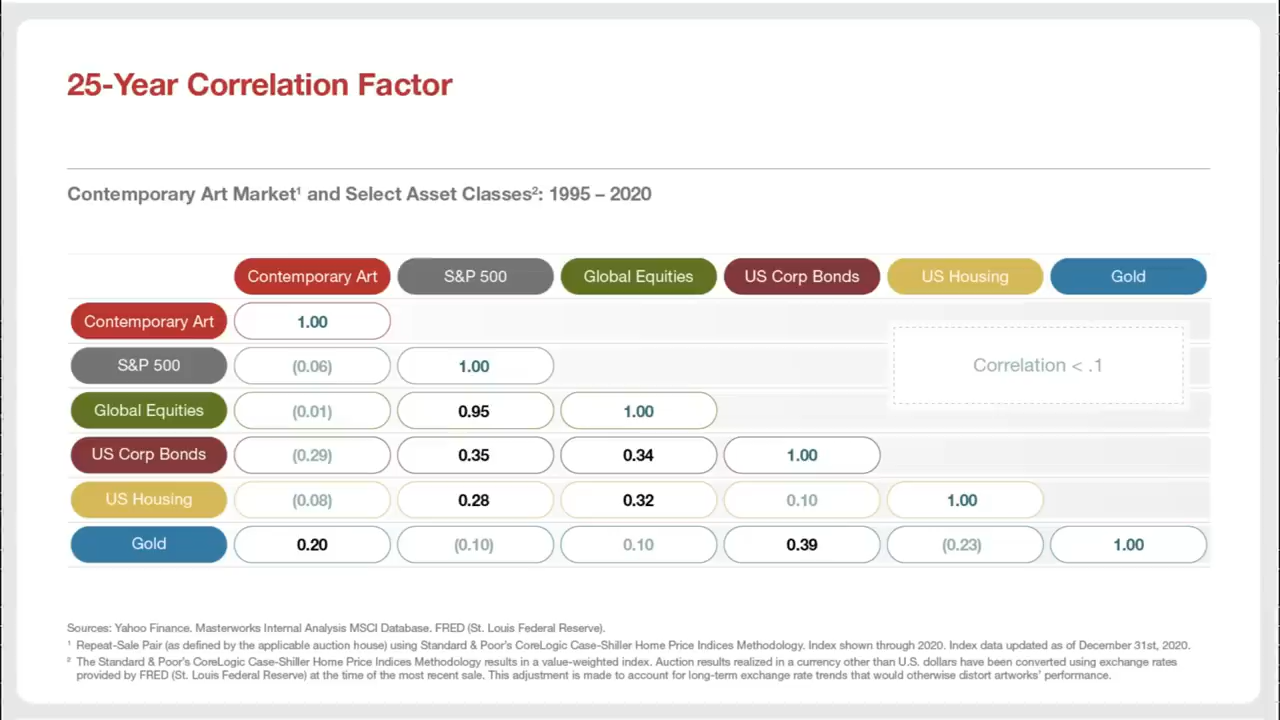 25-Year Correlation Factor
Contemporary Art Market¹ and Select Asset Classes²: 1995 – 2020
Contemporary Art S&P 500 Global Equities US Corp Bonds US Housing Gold
Contemporary Art 1.00
S&P 500 (0.06) 1.00 Correlation < .1
Global Equities (0.01) 0.95 1.00
US Corp Bonds (0.29) 0.35 0.34 1.00
US Housing (0.08) 0.28 0.32 0.10 1.00
Gold 0.20 (0.10) 0.10 0.39 (0.23) 1.00
Sources: Yahoo Finance. Masterworks Internal Analysis MSCI Database. FRED (St. Louis Federal Reserve).
¹ Repeat-Sale Pair (as defined by the applicable auction house) using Standard & Poor's CoreLogic Case-Shiller Home Price Indices Methodology. Index shown through 2020. Index data updated as of December 31st, 2020.
² The Standard & Poor's CoreLogic Case-Shiller Home Price Indices Methodology results in a value-weighted index. Auction results realized in a currency other than U.S. dollars have been converted using exchange rates
provided by FRED (St. Louis Federal Reserve) at the time of the most recent sale. This adjustment is made to account for long-term exchange rate trends that would otherwise distort artworks' performance.